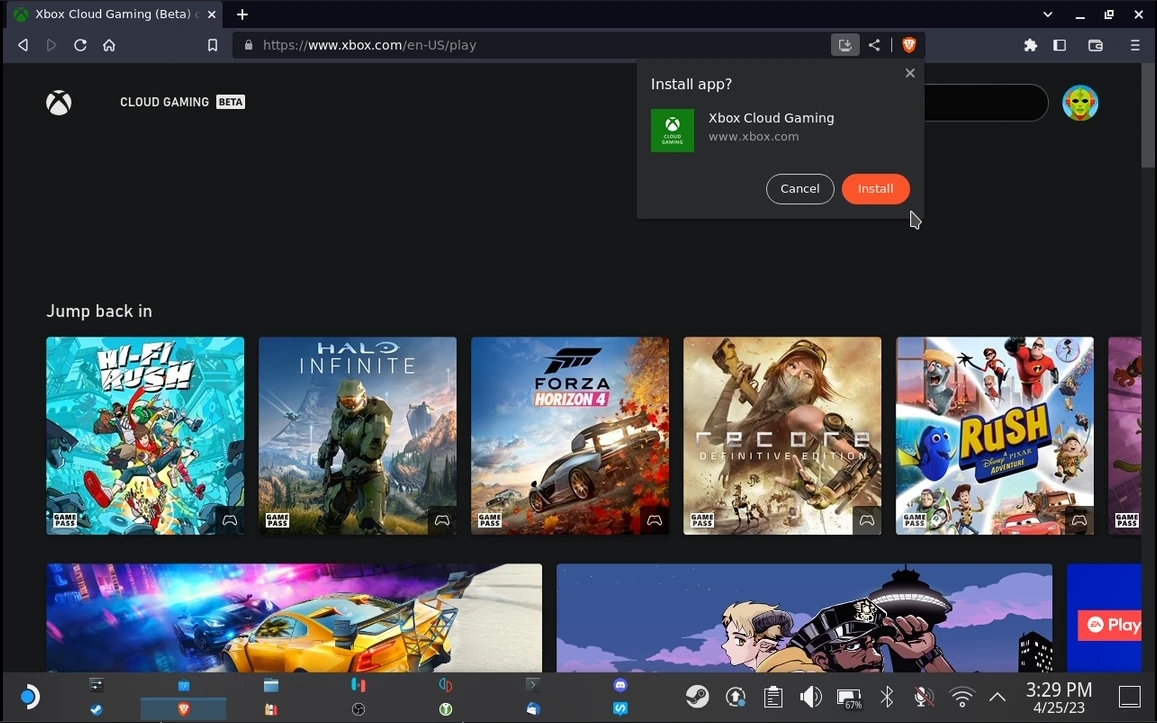 Xbox Cloud Gaming (Beta) o
https://www.xbox.com/en-US/play
CLOUD GAMING BETA
Install app?
Xbox Cloud Gaming
www.xbox.com
CLOUD
GAMING
Cancel
Install
Jump back in
HI-FI
RUSH
GAME
PASS
HALO
INFINITE
GAME
PASS
FORZA
HORIZON 4
GAME
PASS
recore
DEFINITIVE EDITION
GAME
PASS
RUSH
A
Disney PIXAR
ADVENTURE
GAME
PASS
GAME
PASS
EA Play
67%
3:29 PM
4/25/23